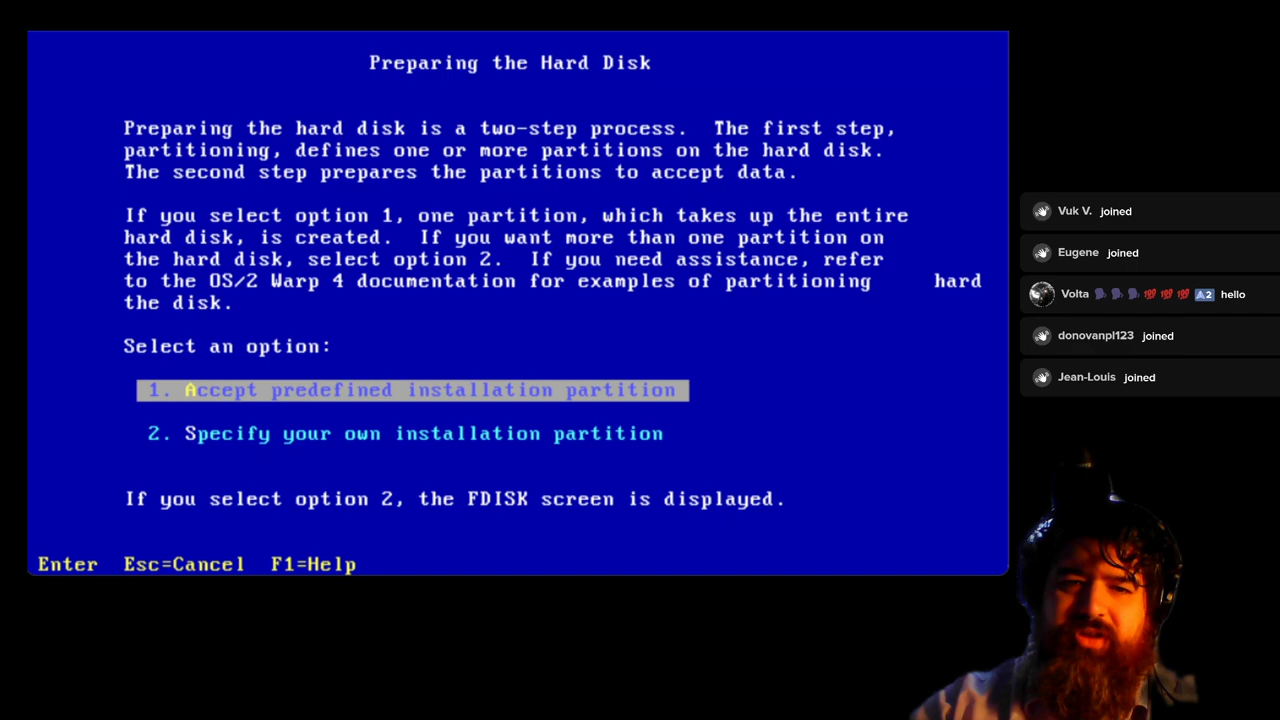 Preparing the Hard Disk
Preparing the hard disk is a two-step process.  The first step,
partitioning, defines one or more partitions on the hard disk.
The second step prepares the partitions to accept data.
If you select option 1, one partition, which takes up the entire
hard disk, is created.  If you want more than one partition on
the hard disk, select option 2.  If you need assistance, refer
to the OS/2 Warp 4 documentation for examples of partitioning hard
the disk.
Select an option:
1. Accept predefined installation partition
2. Specify your own installation partition
If you select option 2, the FDISK screen is displayed.
Enter  Esc=Cancel  F1=Help
Vuk V. joined
Eugene joined
Volta 💯 💯 💯 2 hello
donovanpl123 joined
Jean-Louis joined